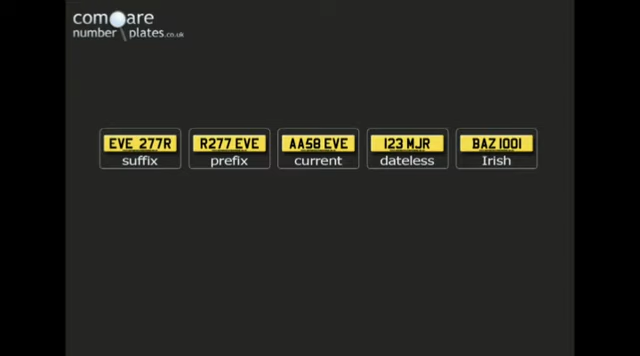 compare
number plates.co.uk
EVE 277R
R277 EVE
AA58 EVE
123 MJR
BAZ 1001
suffix
prefix
current
dateless
Irish